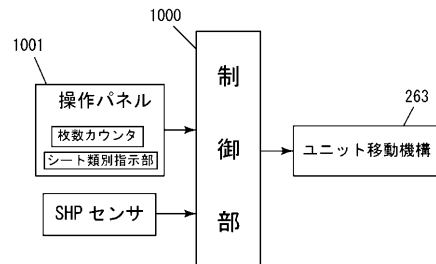 1001
1000
操作パネル
枚数カウンタ
シート類別指示部
SHP センサ
制御部
263
ユニット移動機構